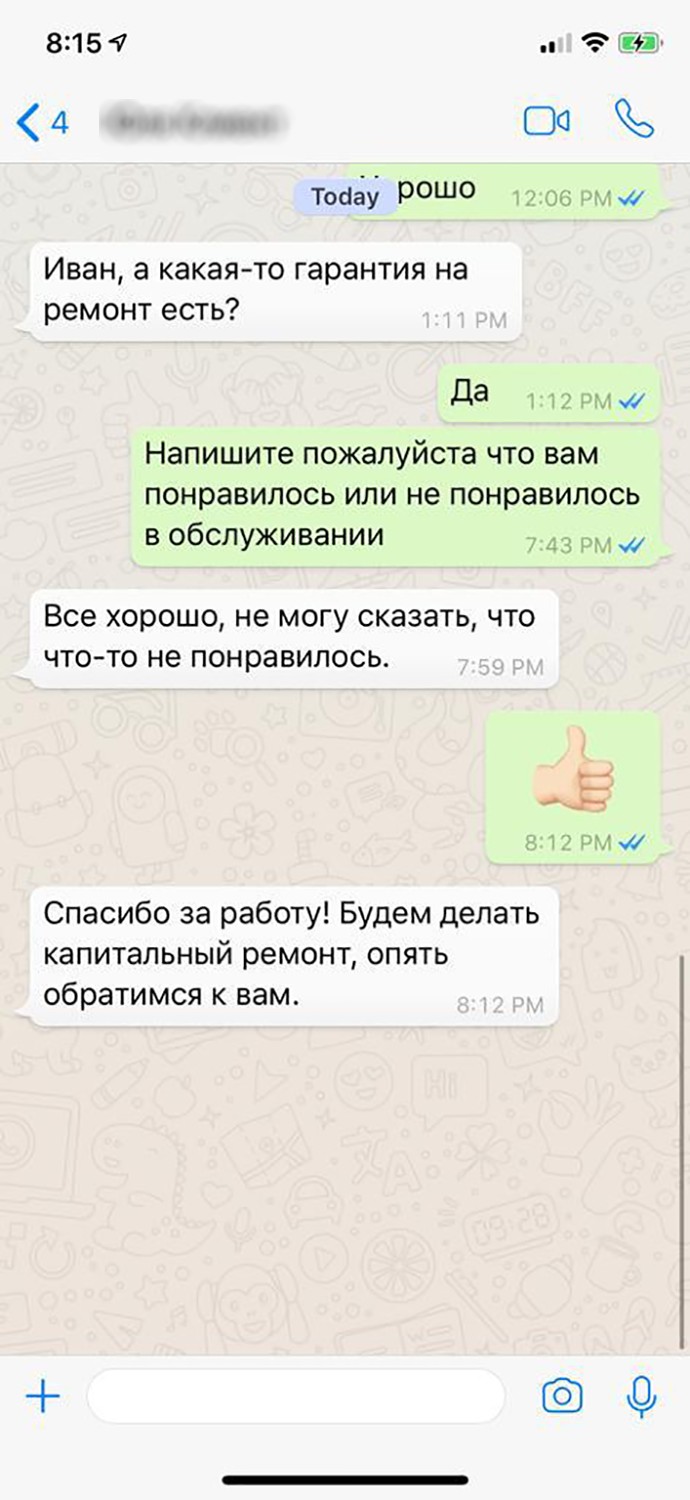 8:15
4
Today
рошо 12:06 PM
Иван, а какая-то гарантия на
ремонт есть?
1:11 PM
Да 1:12 PM
Напишите пожалуйста что вам
понравилось или не понравилось
в обслуживании
7:43 PM
Все хорошо, не могу сказать, что
что-то не понравилось.
7:59 PM
8:12 PM
Спасибо за работу! Будем делать
капитальный ремонт, опять
обратимся к вам.
8:12 PM